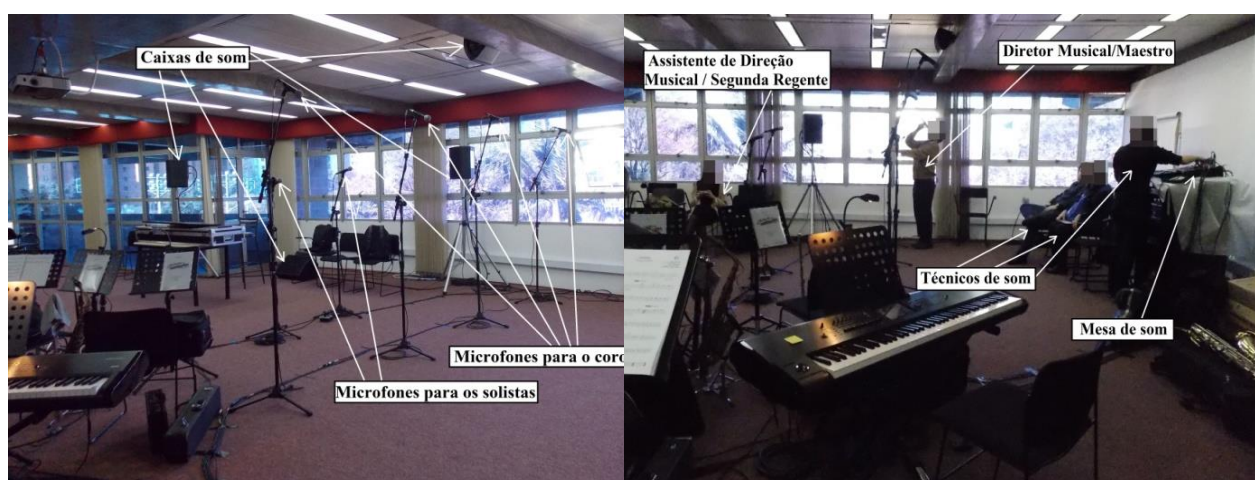 Caixas de som
Microfones para o coro
Microfones para os solistas
Assistente de Direção
Musical / Segunda Regente
Diretor Musical/Maestro
Técnicos de som
Mesa de som